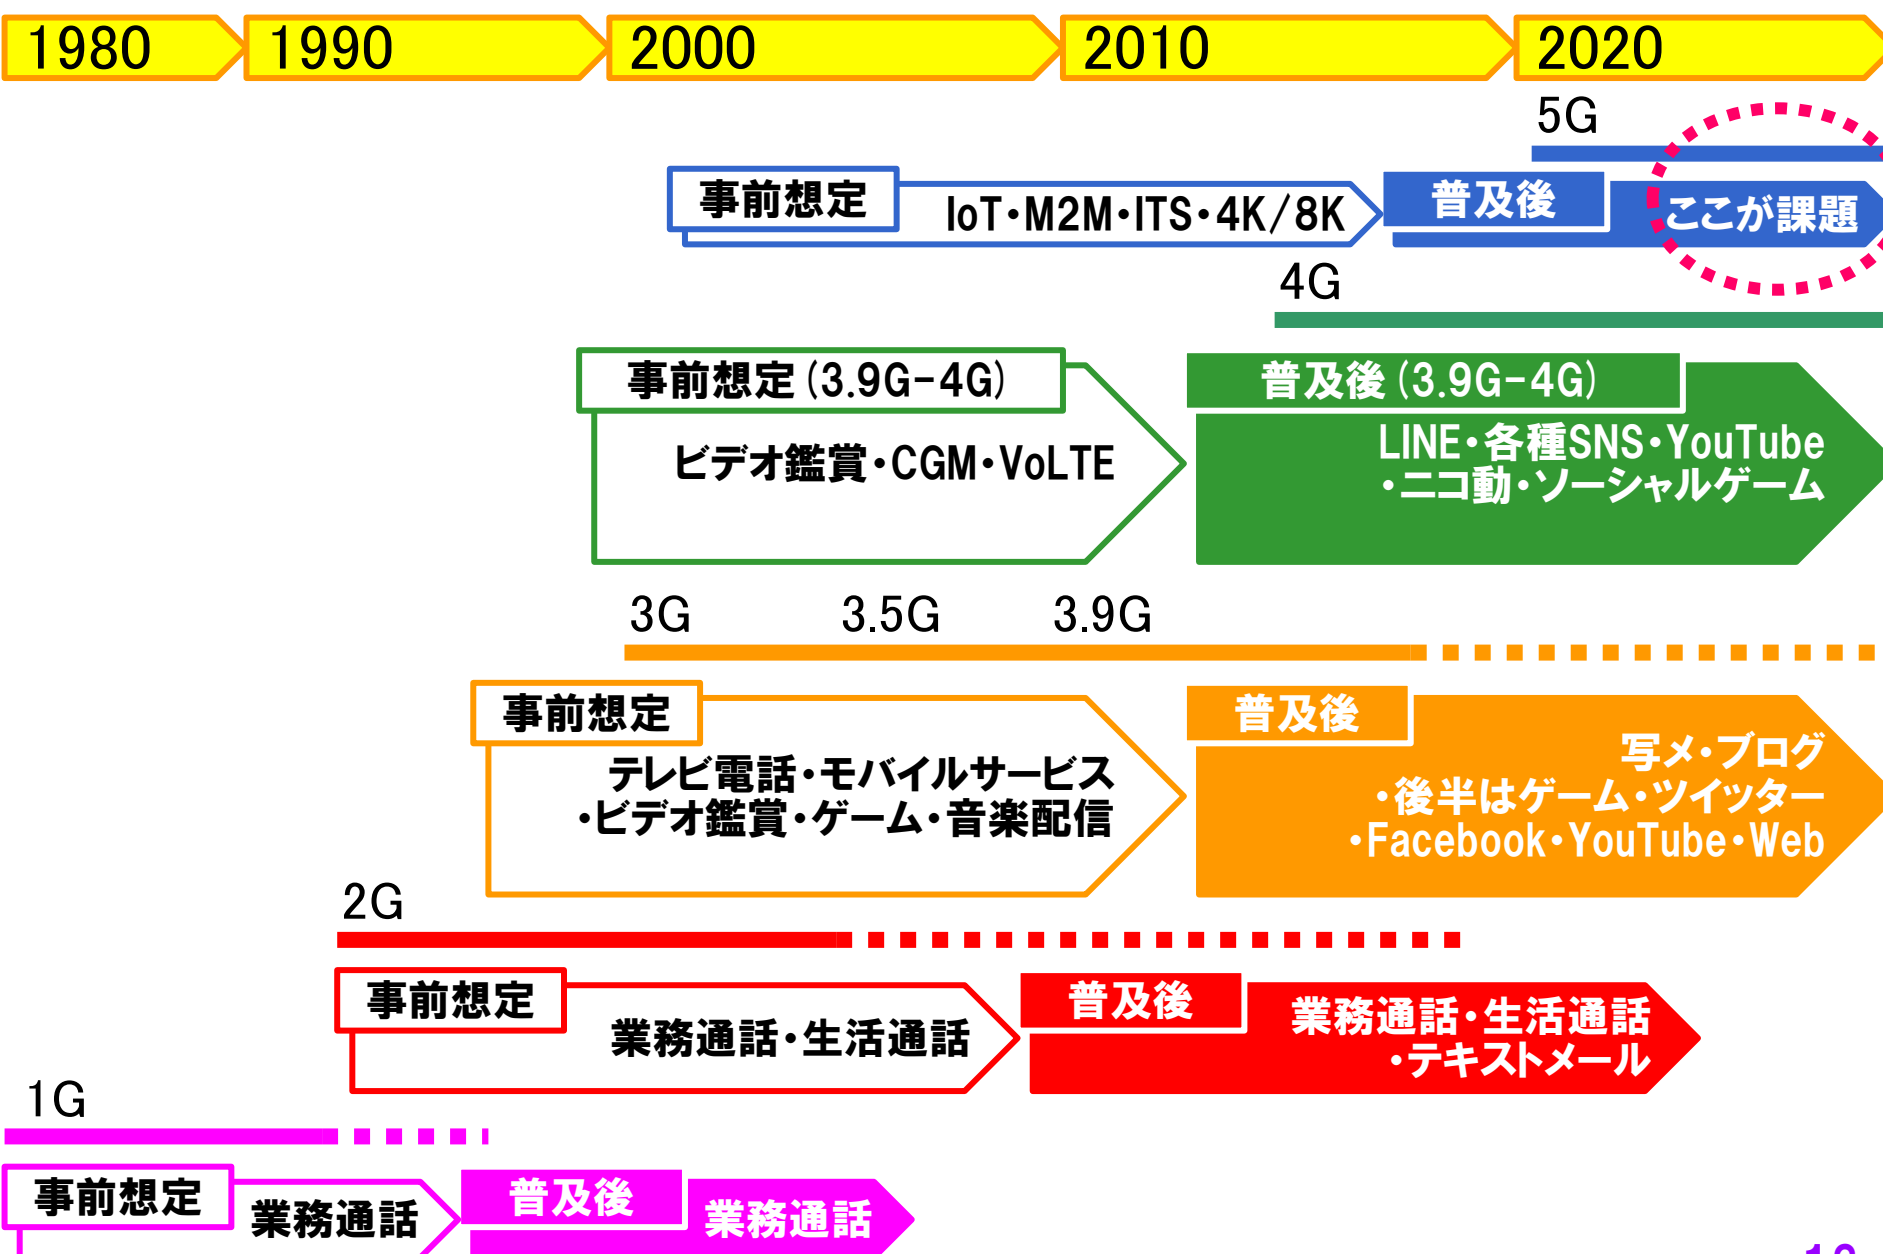 1980 1990 2000 2010 2020
5G
事前想定 IoT・M2M・ITS・4K/8K 普及後 ここが課題
4G
事前想定(3.9G-4G) 普及後(3.9G-4G)
ビデオ鑑賞・CGM・VoLTE
LINE・各種SNS・YouTube
・ニコ動・ソーシャルゲーム
3G 3.5G 3.9G
事前想定
テレビ電話・モバイルサービス
・ビデオ鑑賞・ゲーム・音楽配信
普及後
写メ・ブログ
・後半はゲーム・ツイッター
・Facebook・YouTube・Web
2G
事前想定
業務通話・生活通話
普及後
業務通話・生活通話
・テキストメール
1G
事前想定 業務通話 普及後 業務通話